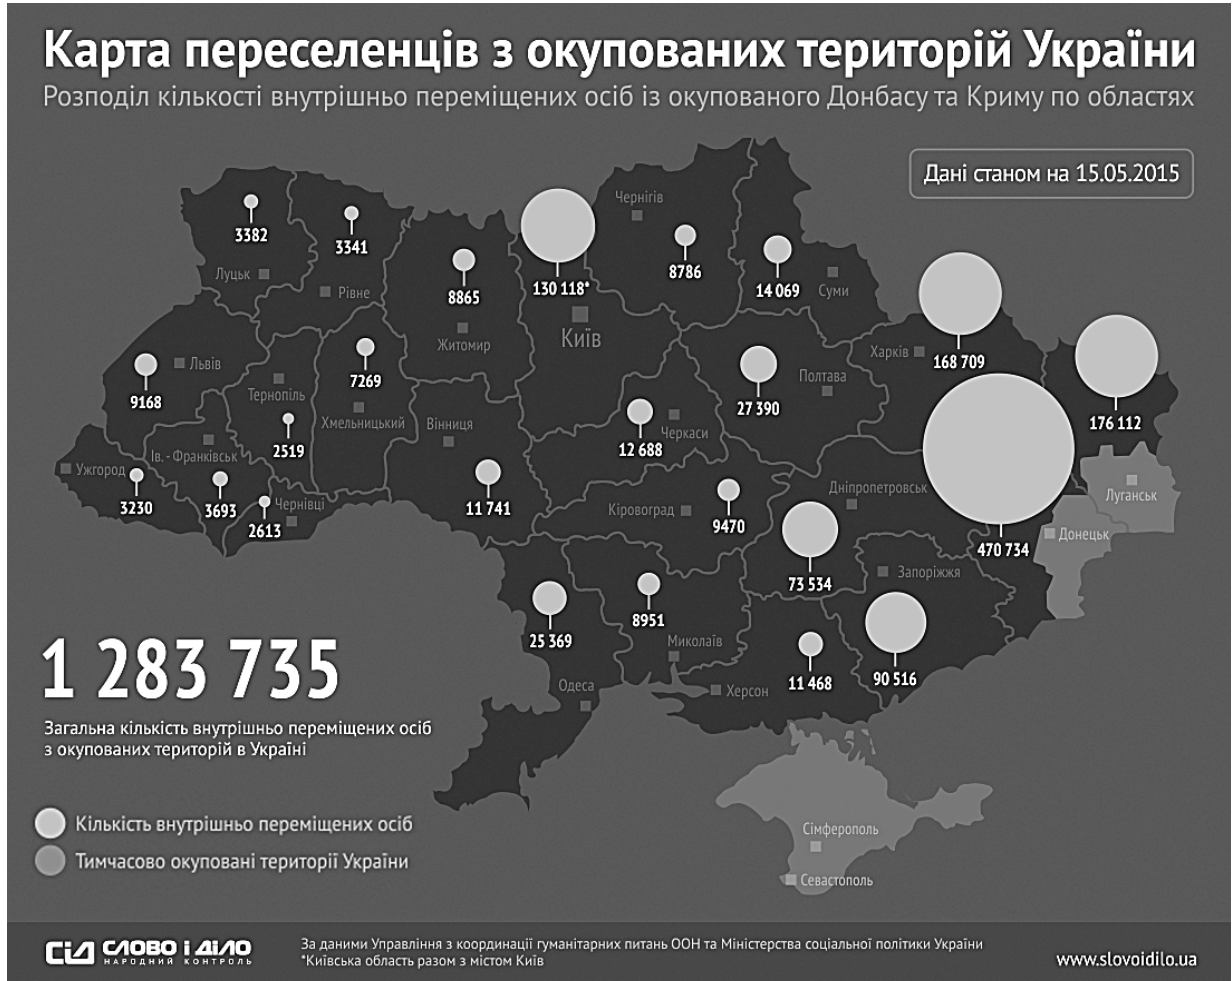 Карта переселенців з окупованих територій України
Розподіл кількості внутрішньо переміщених осіб із окупованого Донбасу та Криму по областях
Дані станом на 15.05.2015
3382
Луцьк
3341
Рівне
8865
Житомир
130 118*
Київ
Чернігів
8786
14 069
Суми
Харків
168 709
176 112
Луганськ
Львів
9168
Тернопіль
2519
7269
Хмельницький
Вінниця
11 741
12 688
Черкаси
27 390
Полтава
Ужгород
3230
Ів. - Франківськ
3693
Чернівці
2613
Кіровоград
9470
Дніпропетровськ
73 534
470 734
Донецьк
Запоріжжя
90 516
25 369
Одеса
8951
Миколаїв
Херсон
11 468
Сімферополь
Севастополь
1 283 735
Загальна кількість внутрішньо переміщених осіб
з окупованих територій в Україні
Кількість внутрішньо переміщених осіб
Тимчасово окуповані території України
СіД СЛОВО і ДІЛО
НАРОДНИЙ КОНТРОЛЬ
За даними Управління з координації гуманітарних питань ООН та Міністерства соціальної політики України
*Київська область разом з містом Київ
www.slovoidilo.ua